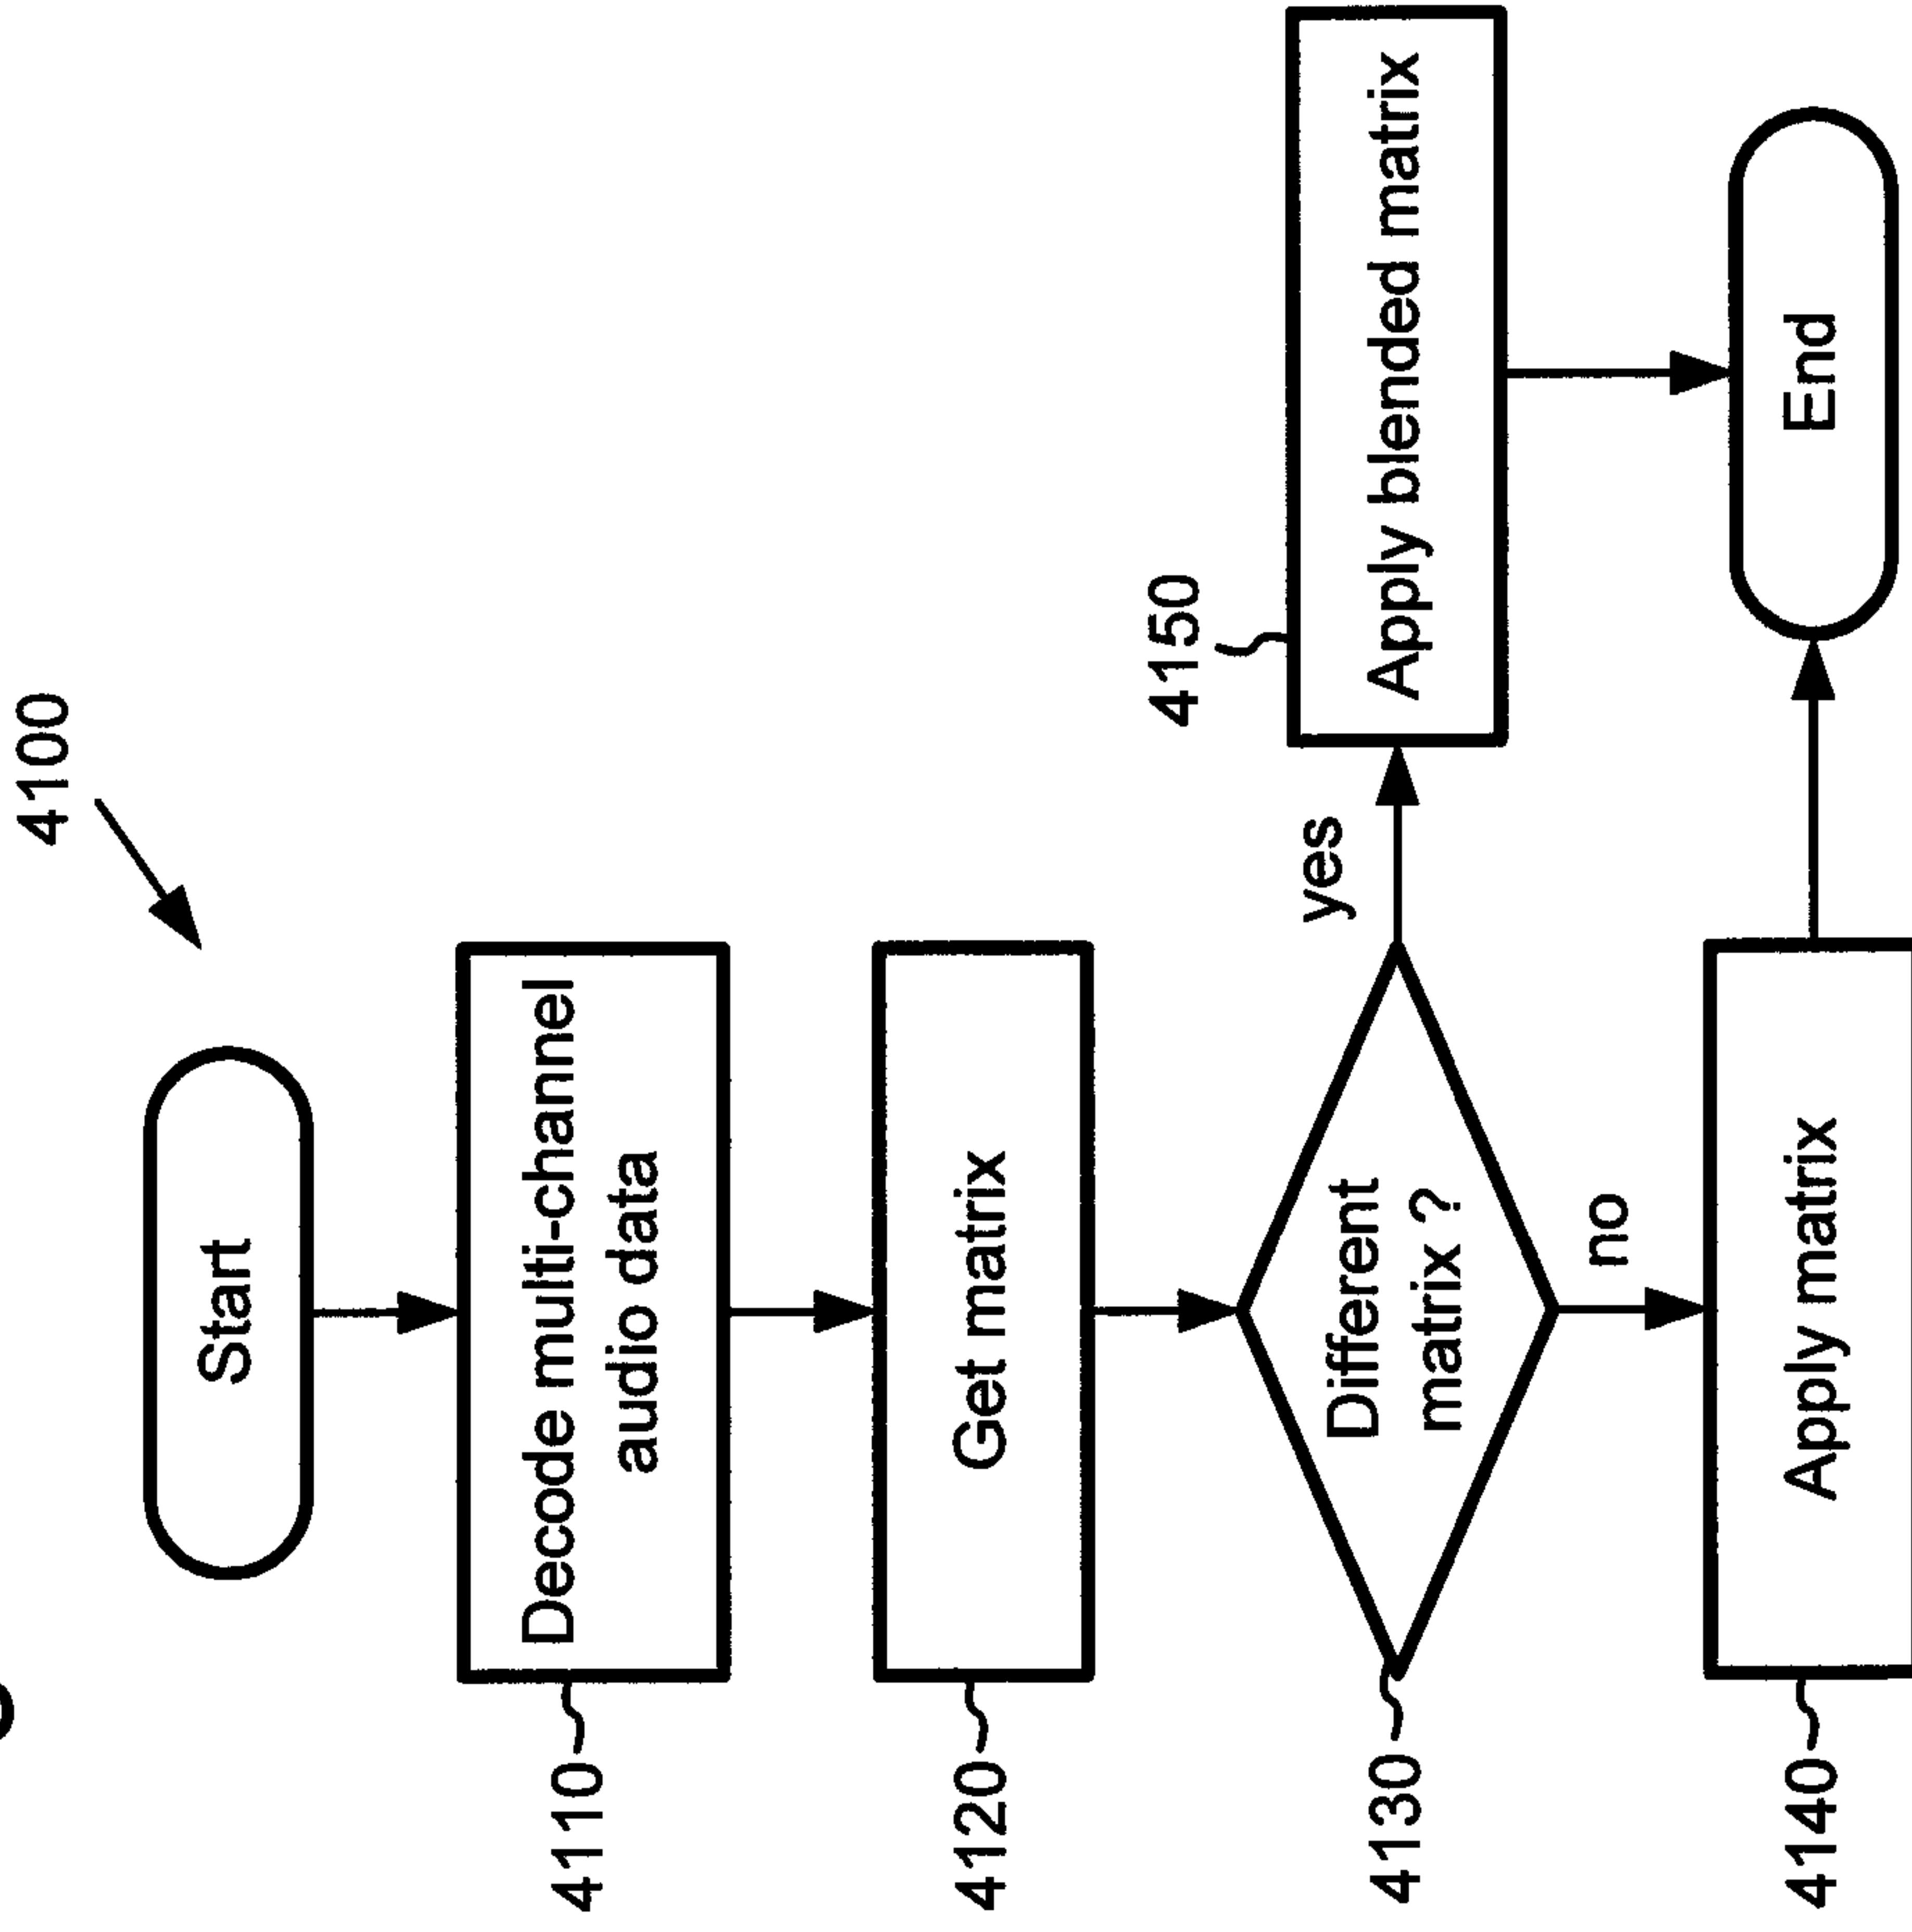 4100
Start
Decode multi-channel
audio data
4110
Get matrix
4120
Different
matrix ?
4130
yes
4150
Apply blended matrix
no
Apply matrix
4140
End